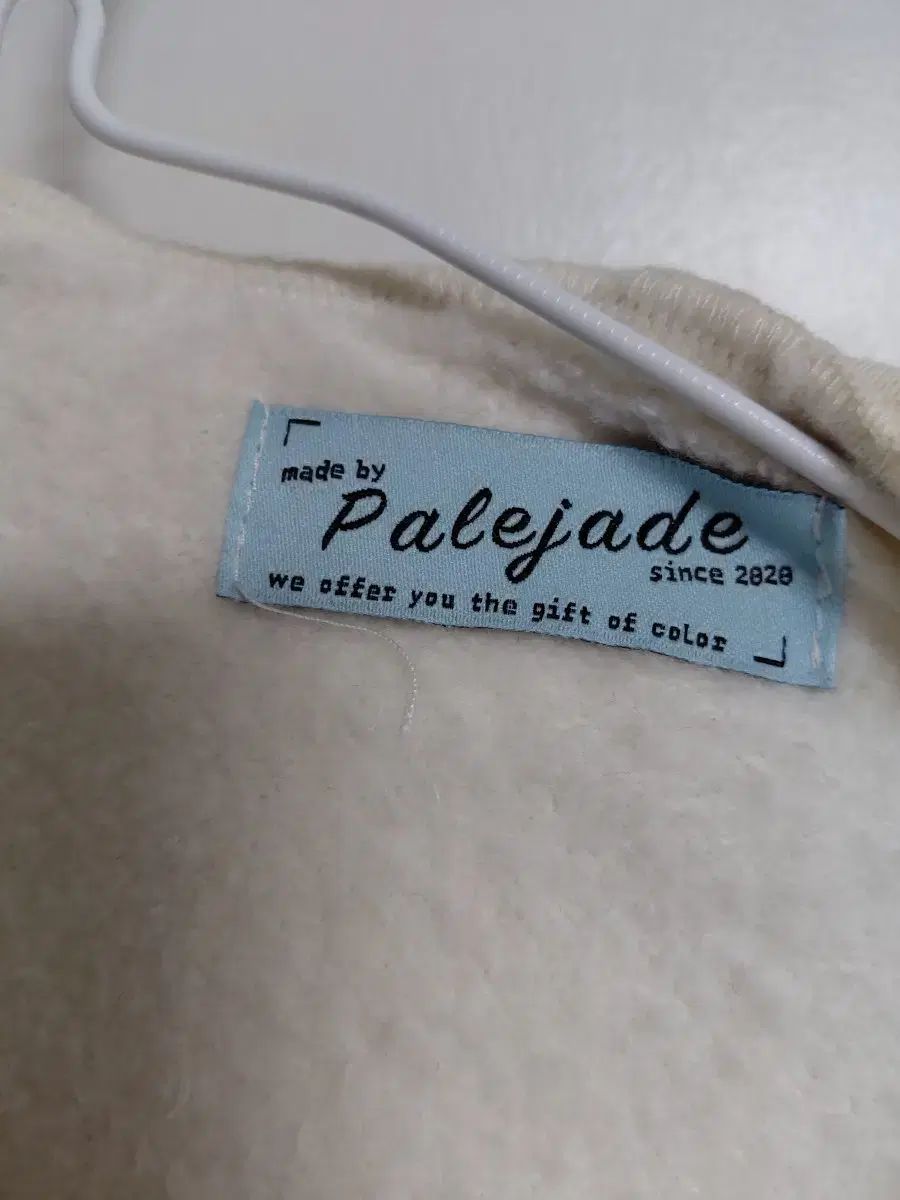 made by
Palejade
since 2020
we offer you the gift of color